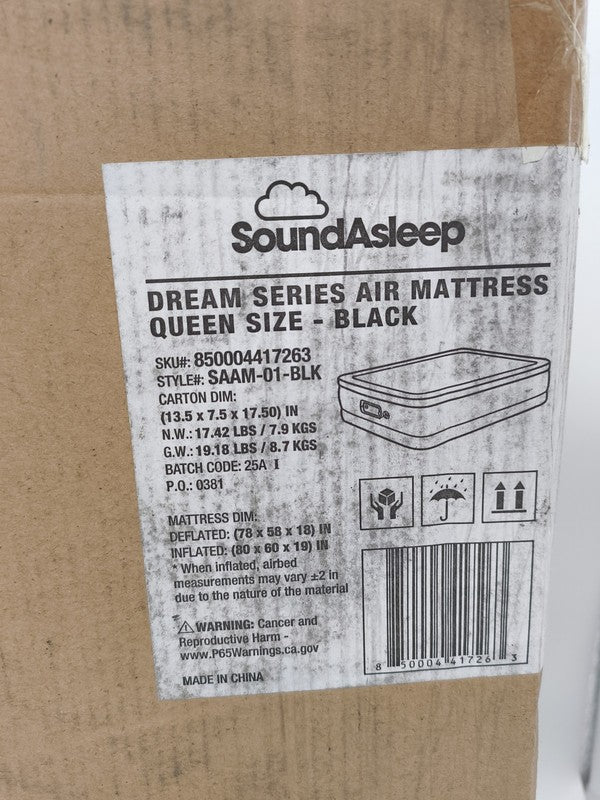 SoundAsleep
DREAM SERIES AIR MATTRESS
QUEEN SIZE - BLACK
SKU#: 850004417263
STYLE#: SAAM-01-BLK
CARTON DIM:
(13.5 x 7.5 x 17.50) IN
N.W.: 17.42 LBS / 7.9 KGS
G.W.: 19.18 LBS / 8.7 KGS
BATCH CODE: 25A I
P.O.: 0381
MATTRESS DIM:
DEFLATED: (78 x 58 x 18) IN
INFLATED: (80 x 60 x 19) IN
* When inflated, airbed
measurements may vary ±2 in
due to the nature of the material
⚠WARNING: Cancer and
Reproductive Harm -
www.P65Warnings.ca.gov
MADE IN CHINA
8 50004 41726 3